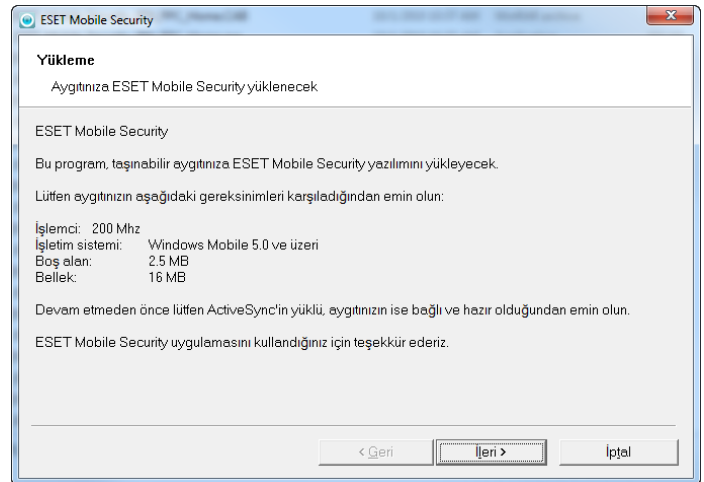 ESET Mobile Security
Yükleme
Aygıtınıza ESET Mobile Security yüklenecek
ESET Mobile Security
Bu program, taşınabilir aygıtınıza ESET Mobile Security yazılımını yükleyecek.
Lütfen aygıtınızın aşağıdaki gereksinimleri karşıladığından emin olun:
İşlemci: 200 Mhz
İşletim sistemi: Windows Mobile 5.0 ve üzeri
Boş alan: 2.5 MB
Bellek: 16 MB
Devam etmeden önce lütfen ActiveSync'in yüklü, aygıtınızın ise bağlı ve hazır olduğundan emin olun.
ESET Mobile Security uygulamasını kullandığınız için teşekkür ederiz.
< Geri İleri > İptal